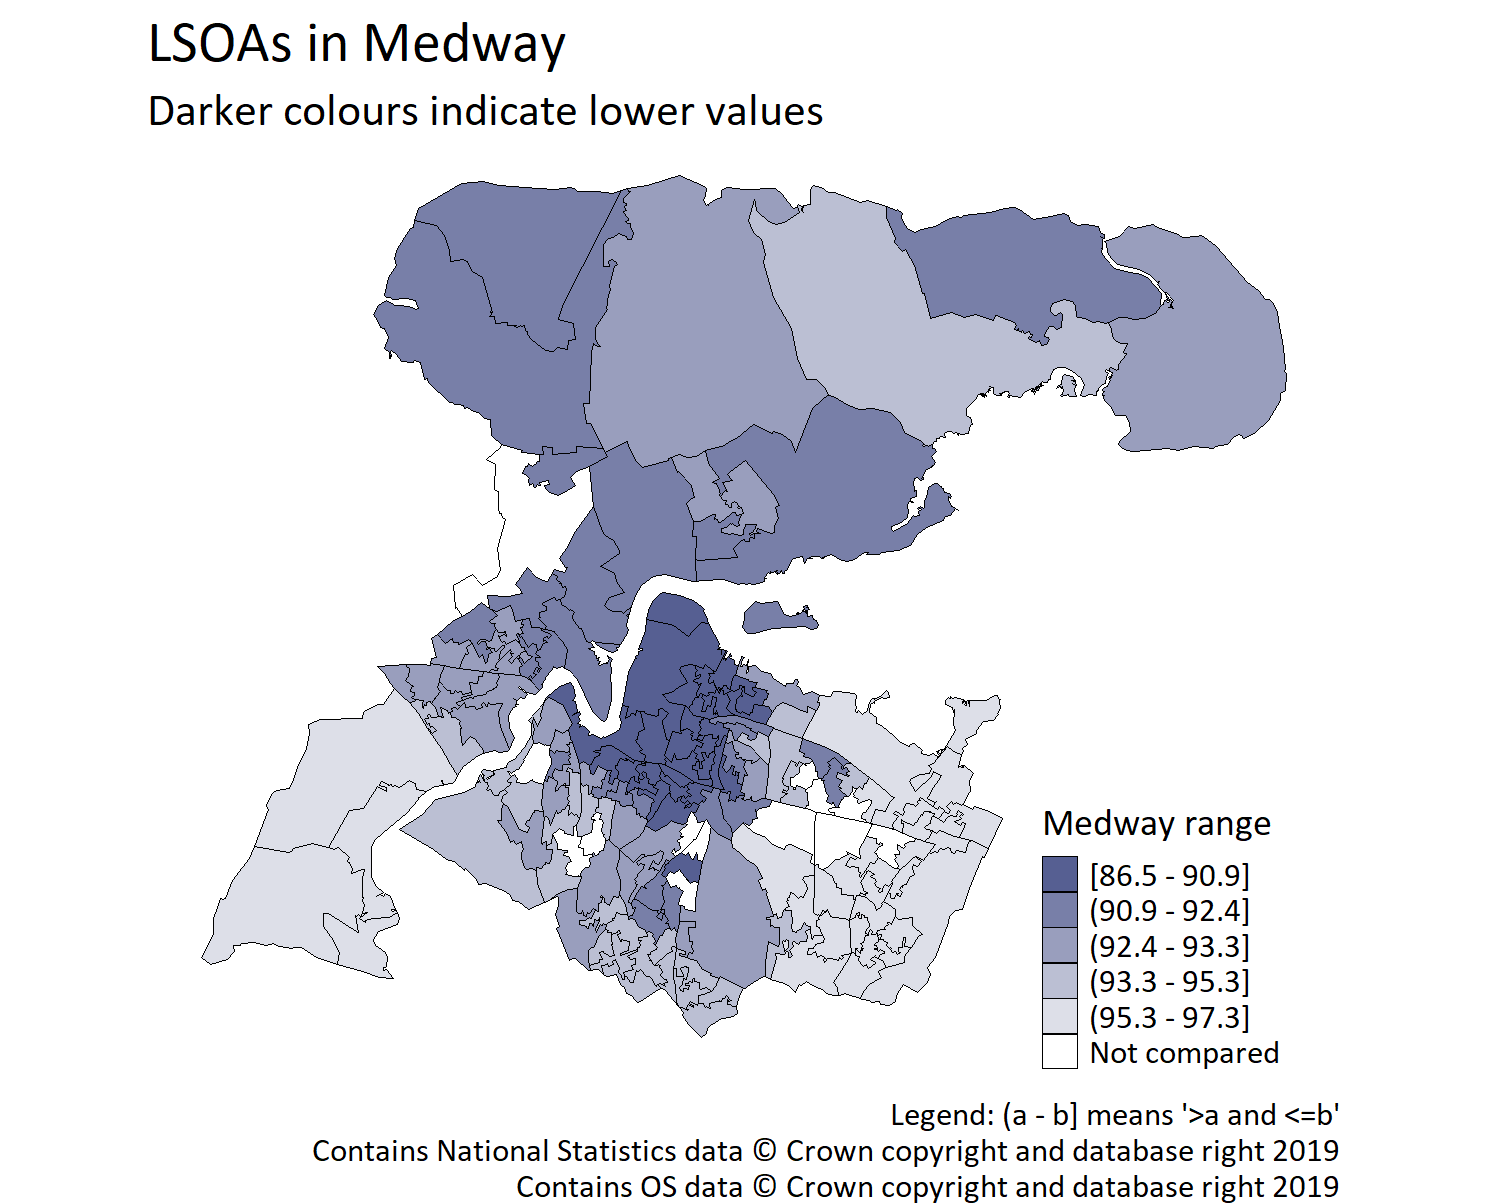 LSOAs in Medway
Darker colours indicate lower values
Medway range
[86.5 - 90.9]
(90.9 - 92.4]
(92.4 - 93.3]
(93.3 - 95.3]
(95.3 - 97.3]
Not compared
Legend: (a - b] means '>a and <=b'
Contains National Statistics data © Crown copyright and database right 2019
Contains OS data © Crown copyright and database right 2019